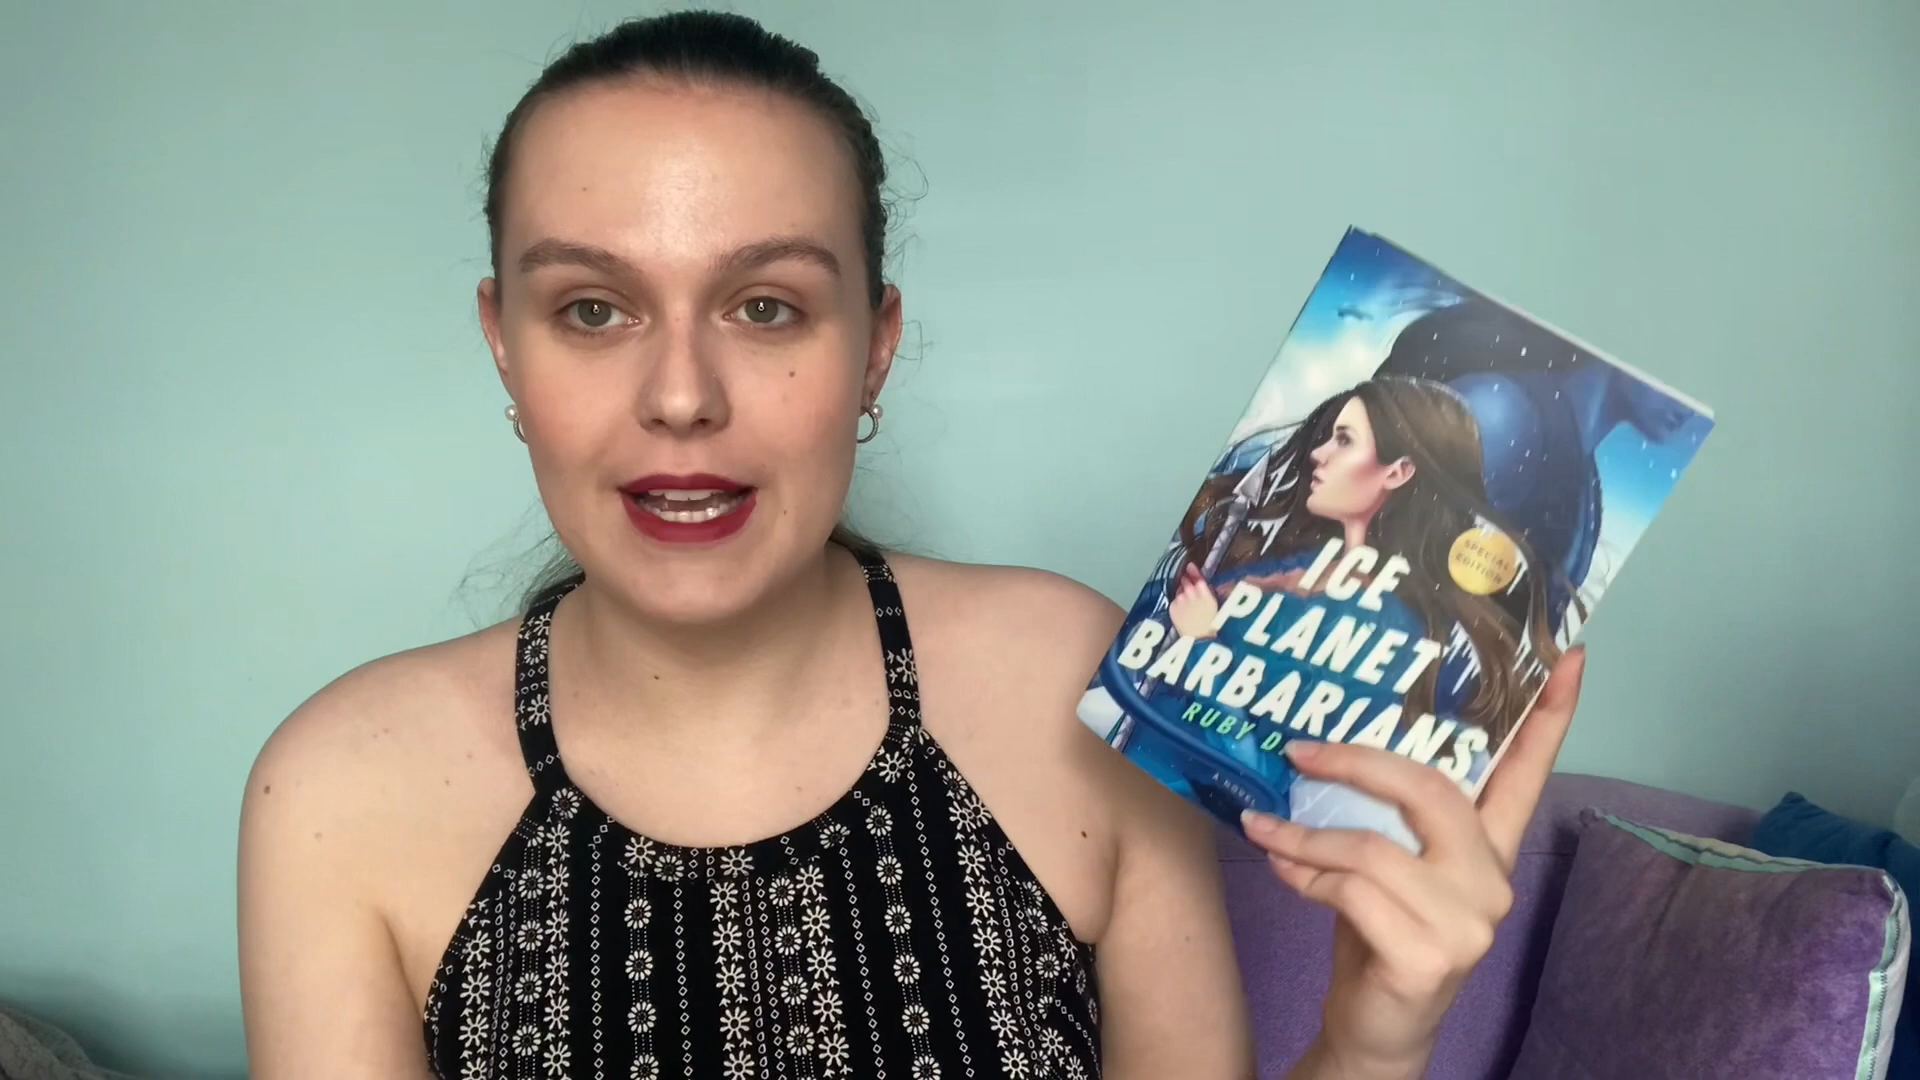 SPECIAL
EDITION
ICE
PLANET
BARBARIANS
RUBY
A NOVEL